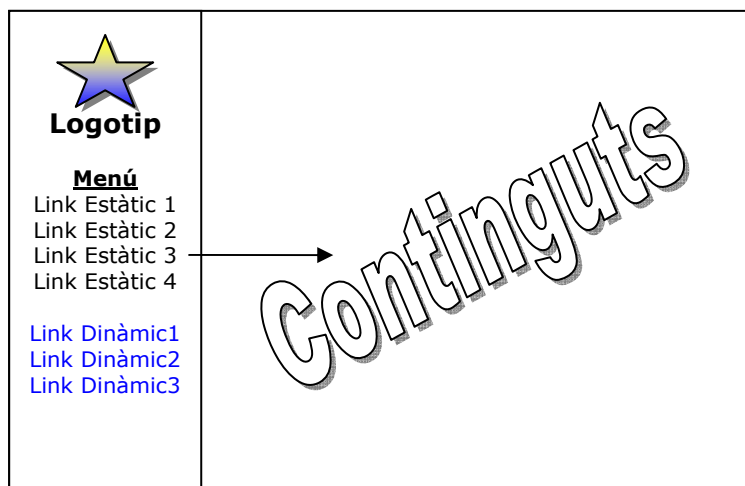 Logotip
Menú
Link Estàtic 1
Link Estàtic 2
Link Estàtic 3
Link Estàtic 4
Link Dinàmic1
Link Dinàmic2
Link Dinàmic3
Continguts